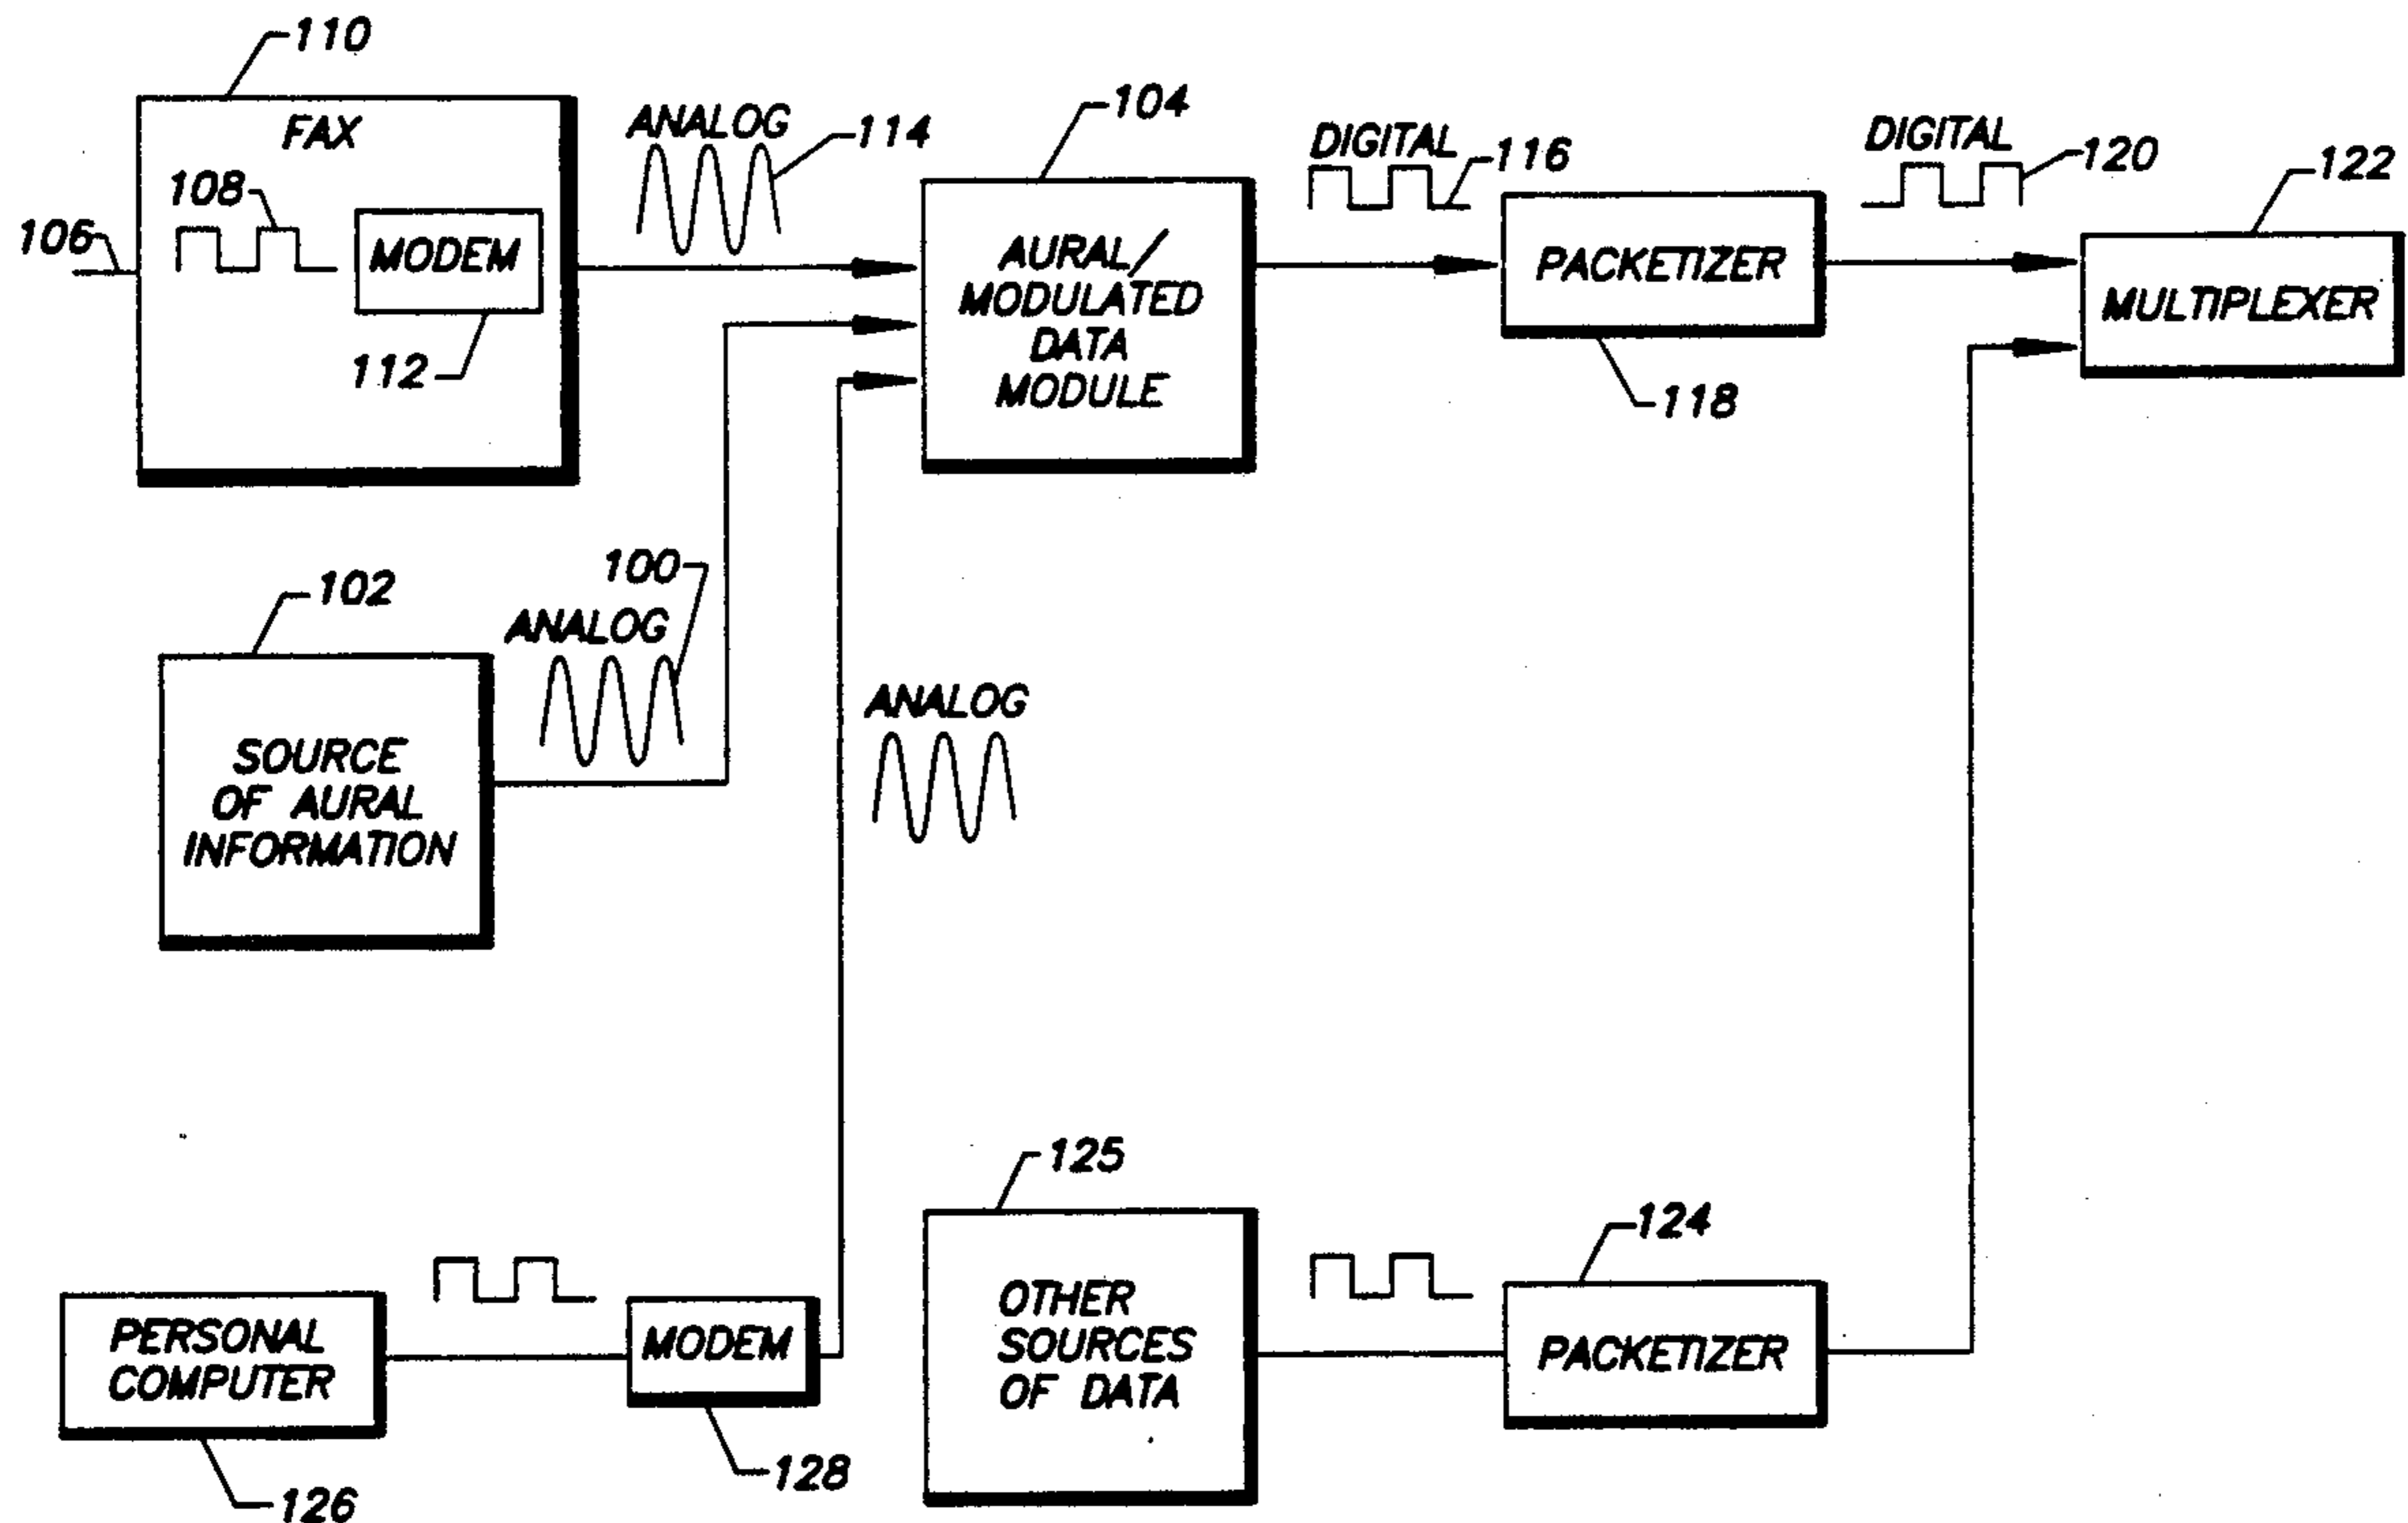 110
FAX
108
106
MODEM
112
ANALOG
114
104
AURAL/
MODULATED
DATA
MODULE
DIGITAL
116
PACKETIZER
118
DIGITAL
120
122
MULTIPLEXER
102
SOURCE
OF AURAL
INFORMATION
100
ANALOG
ANALOG
PERSONAL
COMPUTER
126
MODEM
128
125
OTHER
SOURCES
OF DATA
124
PACKETIZER